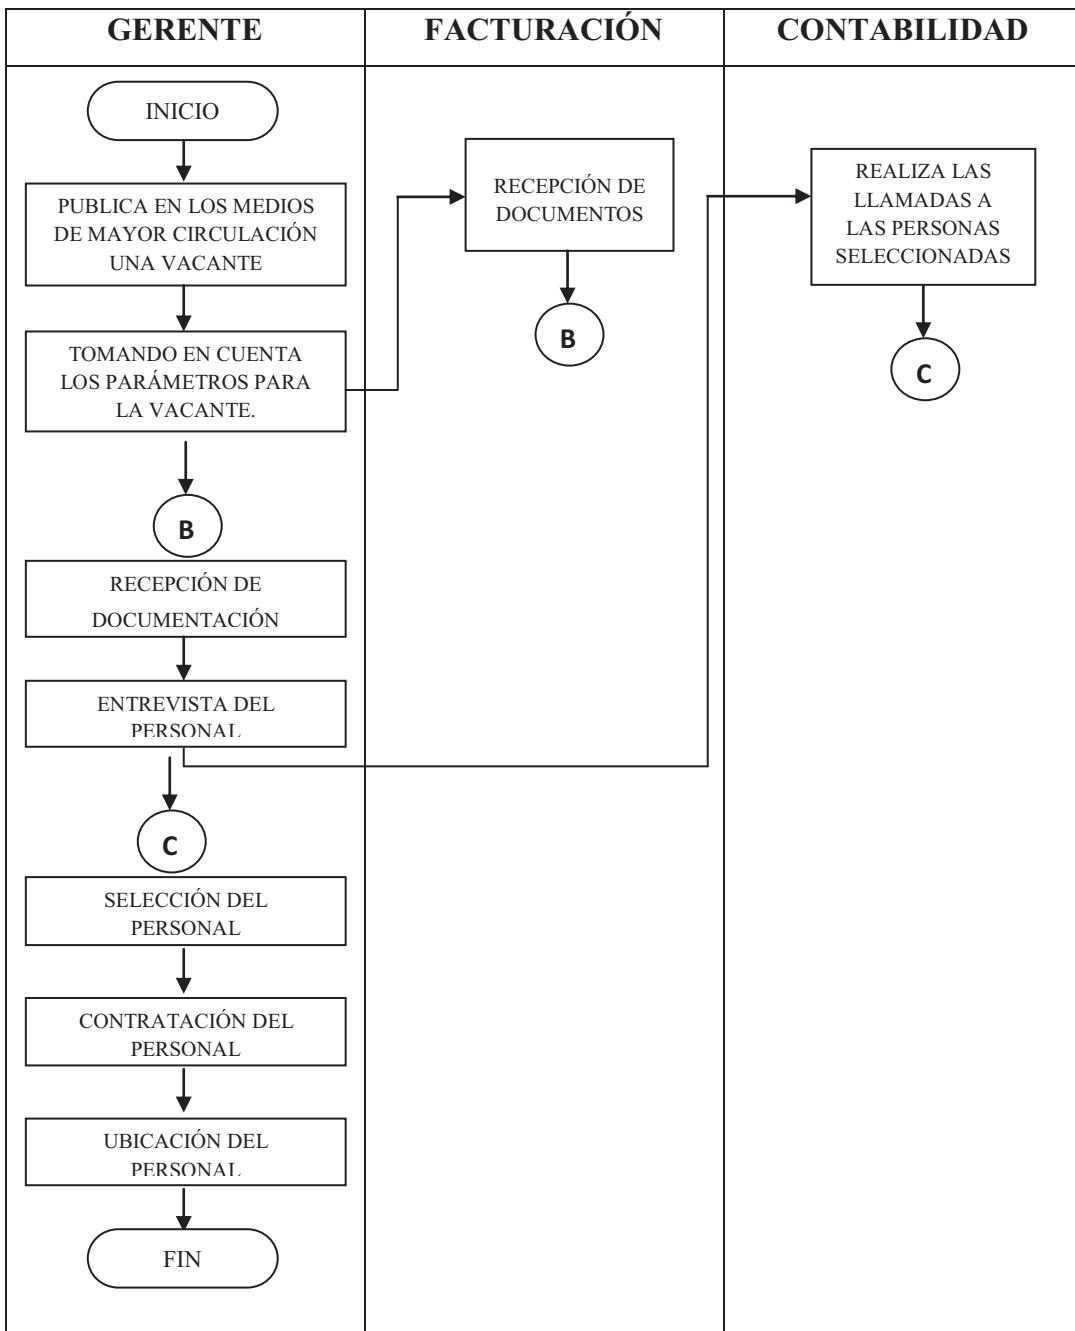 GERENTE
FACTURACIÓN
CONTABILIDAD
INICIO
PUBLICA EN LOS MEDIOS
DE MAYOR CIRCULACIÓN
UNA VACANTE
TOMANDO EN CUENTA
LOS PARÁMETROS PARA
LA VACANTE.
B
RECEPCIÓN DE
DOCUMENTACIÓN
ENTREVISTA DEL
PERSONAL
C
SELECCIÓN DEL
PERSONAL
CONTRATACIÓN DEL
PERSONAL
UBICACIÓN DEL
PERSONAL
FIN
RECEPCIÓN DE
DOCUMENTOS
B
REALIZA LAS
LLAMADAS A
LAS PERSONAS
SELECCIONADAS
C